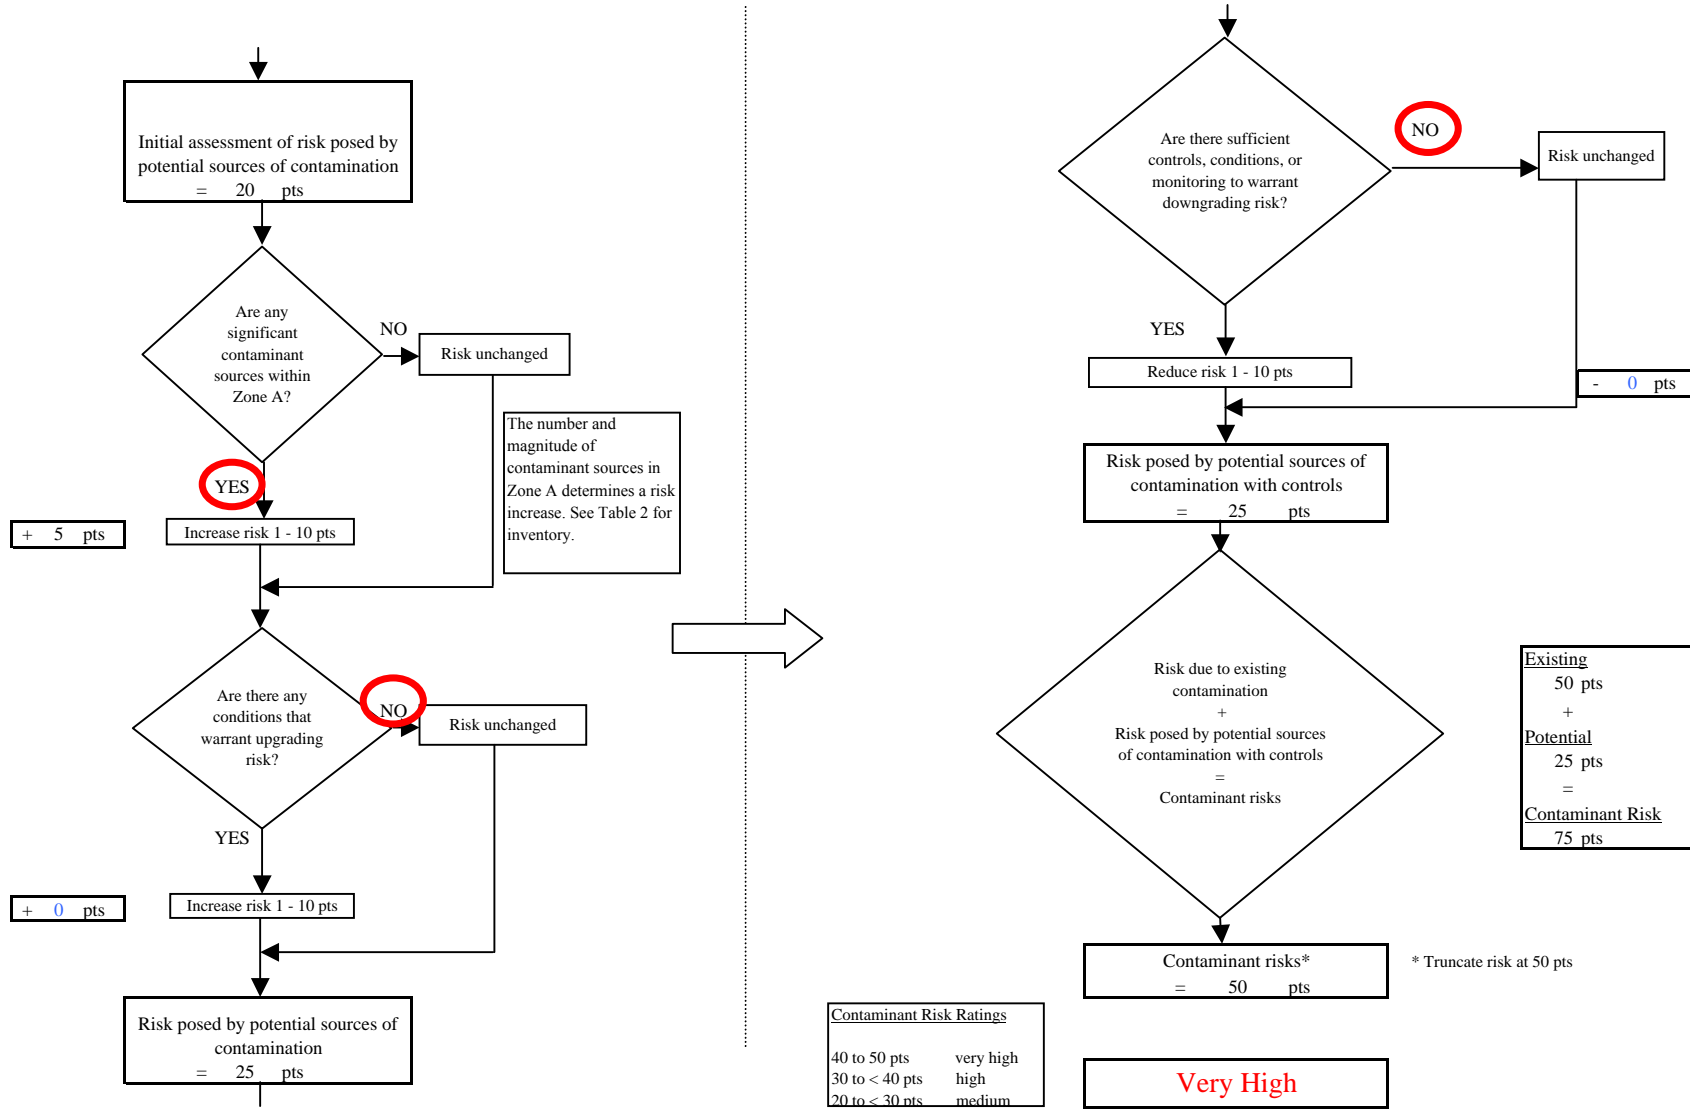 Initial assessment of risk posed by
potential sources of contamination
= 20 pts
Are any
significant
contaminant
sources within
Zone A?
NO
Risk unchanged
The number and
magnitude of
contaminant sources in
Zone A determines a risk
increase. See Table 2 for
inventory.
YES
+ 5 pts
Increase risk 1 - 10 pts
Are there any
conditions that
warrant upgrading
risk?
NO
Risk unchanged
YES
+ 0 pts
Increase risk 1 - 10 pts
Risk posed by potential sources of
contamination
= 25 pts
Are there sufficient
controls, conditions, or
monitoring to warrant
downgrading risk?
NO
Risk unchanged
YES
Reduce risk 1 - 10 pts
- 0 pts
Risk posed by potential sources of
contamination with controls
= 25 pts
Risk due to existing
contamination
+
Risk posed by potential sources
of contamination with controls
=
Contaminant risks
Existing
50 pts
+
Potential
25 pts
=
Contaminant Risk
75 pts
Contaminant risks*
= 50 pts
* Truncate risk at 50 pts
Contaminant Risk Ratings
40 to 50 pts very high
30 to < 40 pts high
20 to < 30 pts medium
Very High